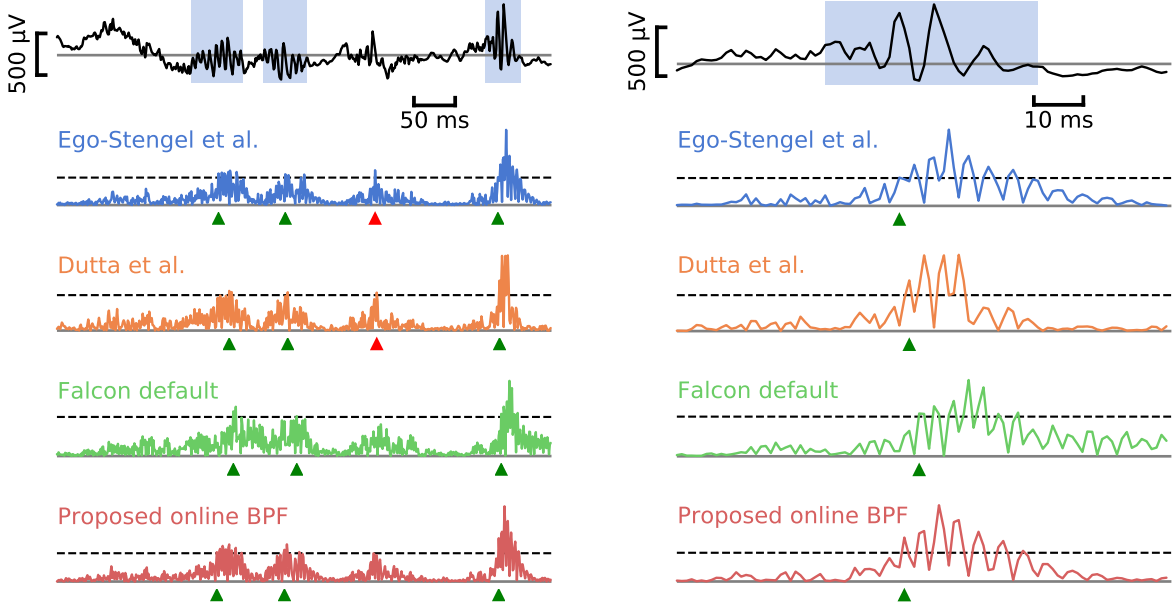 500 μV
50 ms
Ego-Stengel et al.
Dutta et al.
Falcon default
Proposed online BPF
500 μV
10 ms
Ego-Stengel et al.
Dutta et al.
Falcon default
Proposed online BPF